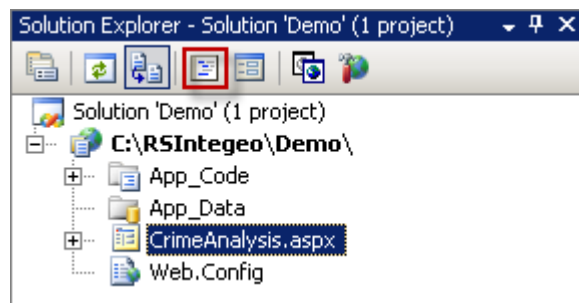 Solution Explorer - Solution 'Demo' (1 project)
Solution 'Demo' (1 project)
C:\RSIntegeo\Demo\
App_Code
App_Data
CrimeAnalysis.aspx
Web.Config